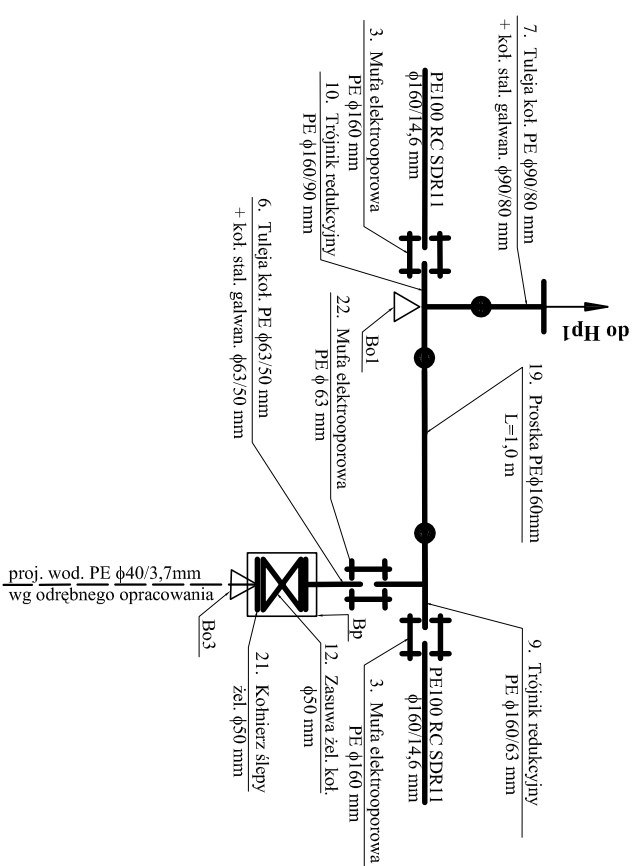 7. Tuleja koł. PE ϕ90/80 mm
+ koł. stal. galwan. ϕ90/80 mm
do Hp1
PE100 RC SDR11
ϕ160/14,6 mm
3. Mufa elektrooporowa
PE ϕ160 mm
10. Trójnik redukcyjny
PE ϕ160/90 mm
Bo1
19. Prostka PEϕ160mm
L=1,0 m
22. Mufa elektrooporowa
PE ϕ 63 mm
6. Tuleja koł. PE ϕ63/50 mm
+ koł. stal. galwan. ϕ63/50 mm
9. Trójnik redukcyjny
PE ϕ160/63 mm
PE100 RC SDR11
ϕ160/14,6 mm
3. Mufa elektrooporowa
PE ϕ160 mm
Bp
12. Zasuwa żel. koł.
ϕ50 mm
21. Kołnierz ślepy
żel. ϕ50 mm
Bo3
proj. wod. PE ϕ40/3,7mm
wg odrębnego opracowania